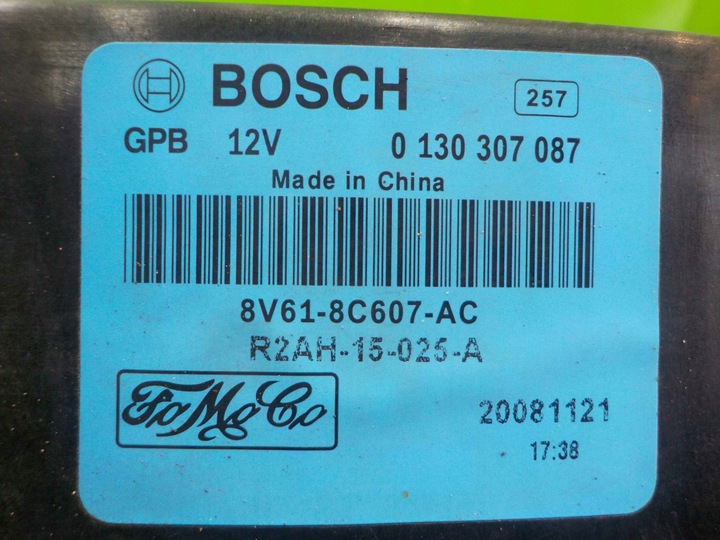 BOSCH 257
GPB 12V 0 130 307 087
Made in China
8V61-8C607-AC
R2AH-15-025-A
FoMoCo 20081121
17:38